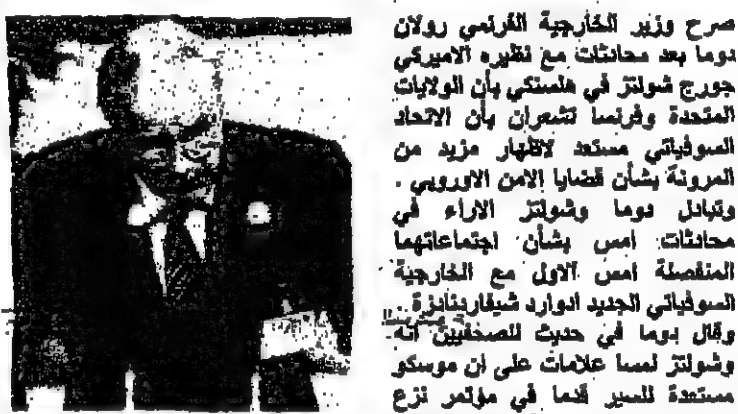 صرح وزير الخارجية الفرنسي رولان
دوما بعد محادثات مع نظيره الاميركي
جورج شولتز في هلسنكي بأن الولايات
المتحدة وفرنسا تشعران بأن الاتحاد
السوفياتي مستعد لاظهار مزيد من
المرونة بشأن قضايا الامن الاوروبي .
وتبادل دوما وشولتز الاراء في
محادثات امس بشأن اجتماعاتهما
المنفصلة امس الاول مع الخارجية
السوفياتي الجديد ادوارد شيفاردنادزة .
وقال دوما في حديث للصحفيين انه
وشولتز لمسا علامات على ان موسكو
مستعدة للسير قدما في مؤتمر نزع